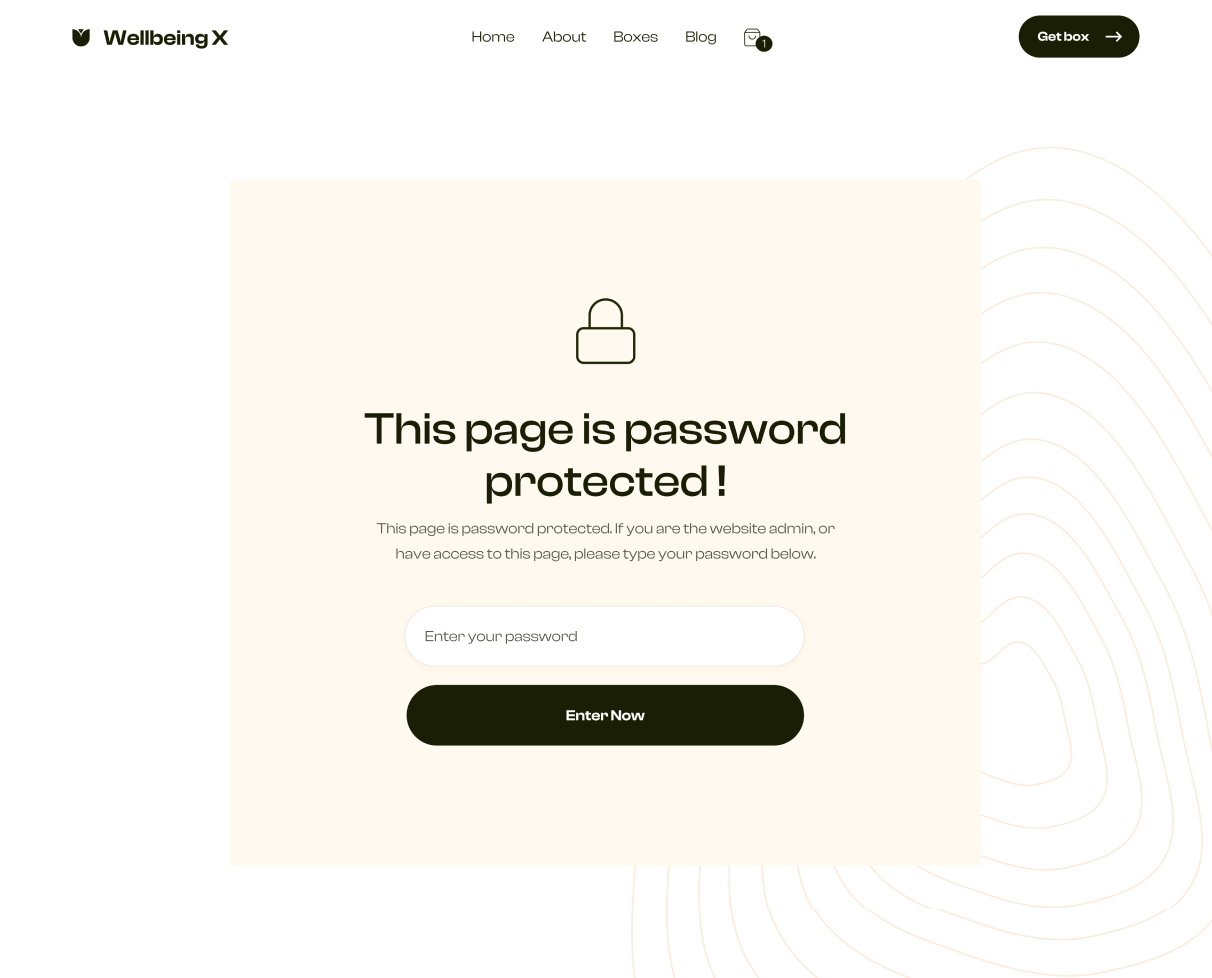 Wellbeing X
Home About Boxes Blog 1
Get box
This page is password
protected !
This page is password protected. If you are the website admin, or
have access to this page, please type your password below.
Enter your password
Enter Now